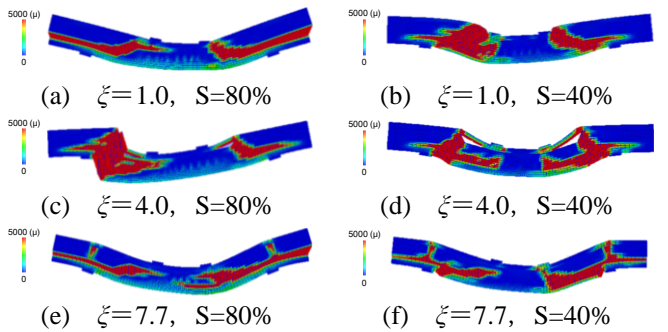 5000 (μ)
0
5000 (μ)
0
(a) ξ=1.0, S=80%
(b) ξ=1.0, S=40%
5000 (μ)
0
5000 (μ)
0
(c) ξ=4.0, S=80%
(d) ξ=4.0, S=40%
5000 (μ)
0
5000 (μ)
0
(e) ξ=7.7, S=80%
(f) ξ=7.7, S=40%